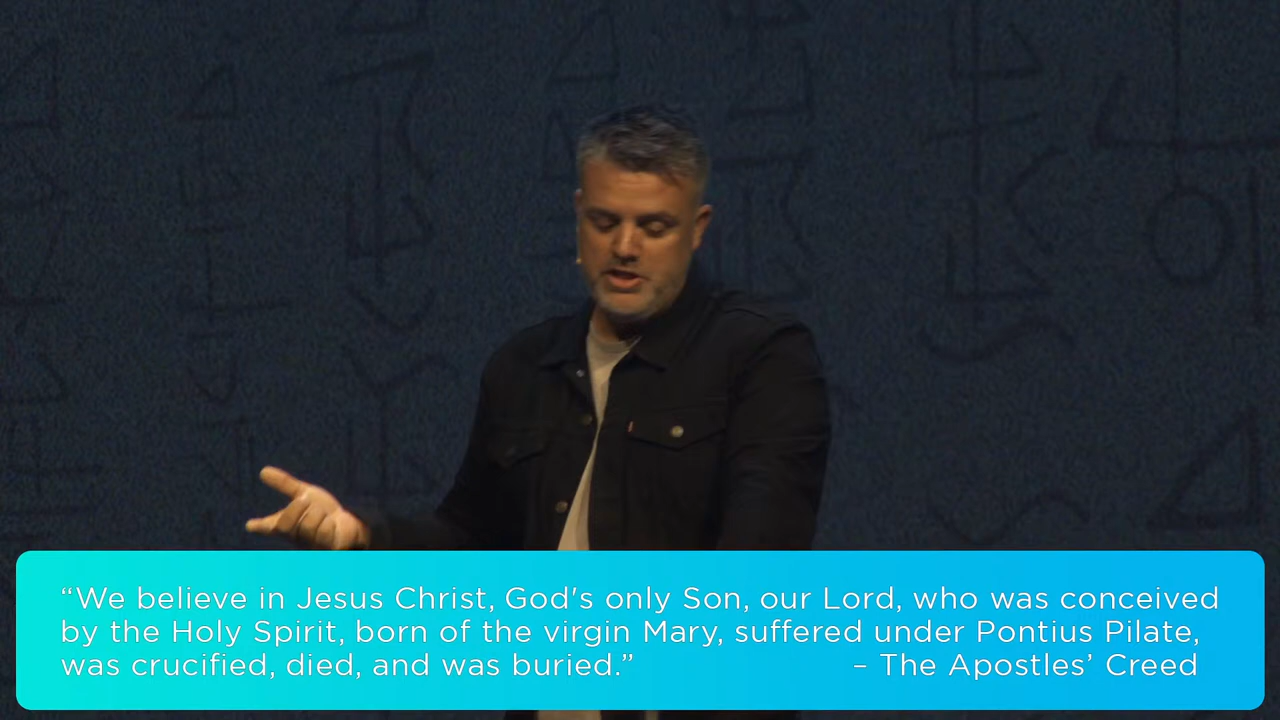 “We believe in Jesus Christ, God's only Son, our Lord, who was conceived
by the Holy Spirit, born of the virgin Mary, suffered under Pontius Pilate,
was crucified, died, and was buried.” – The Apostles’ Creed